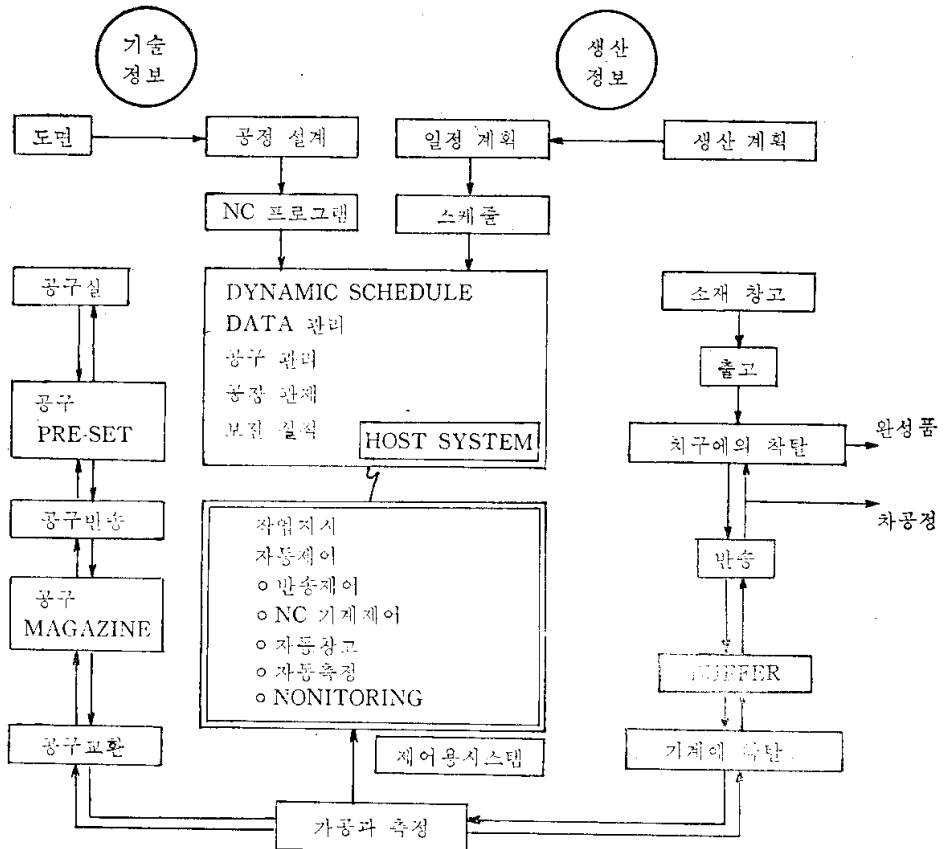 기술
정보
생산
정보
도면
공정 설계
일정 계획
생산 계획
NC 프로그램
스케줄
공구실
DYNAMIC SCHEDULE
DATA 관리
공구 관리
공장 관제
보전 실적
HOST SYSTEM
소재 창고
출고
공구
PRE-SET
치구에의 착탈
완성품
차공정
공구반송
작업지시
자동제어
○ 반송제어
○ NC 기계제어
○ 자동창고
○ 자동측정
○ NONITORING
반송
공구
MAGAZINE
BUFFER
공구교환
제어용시스템
기계에 착탈
가공과 측정